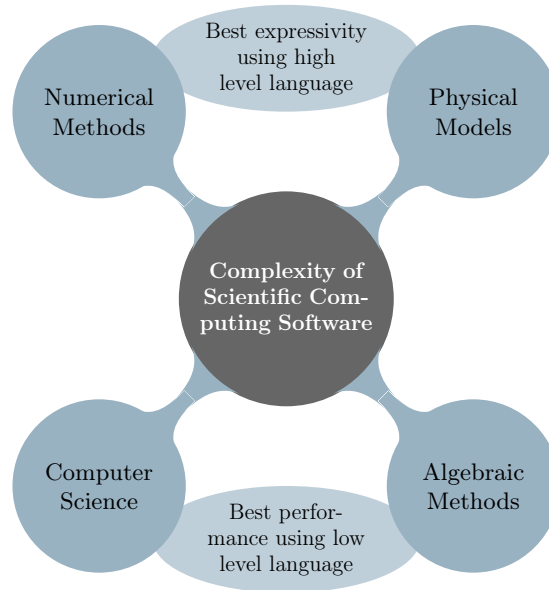 Best expressivity
using high
level language
Numerical
Methods
Physical
Models
Complexity of
Scientific Com-
puting Software
Computer
Science
Algebraic
Methods
Best perfor-
mance using low
level language